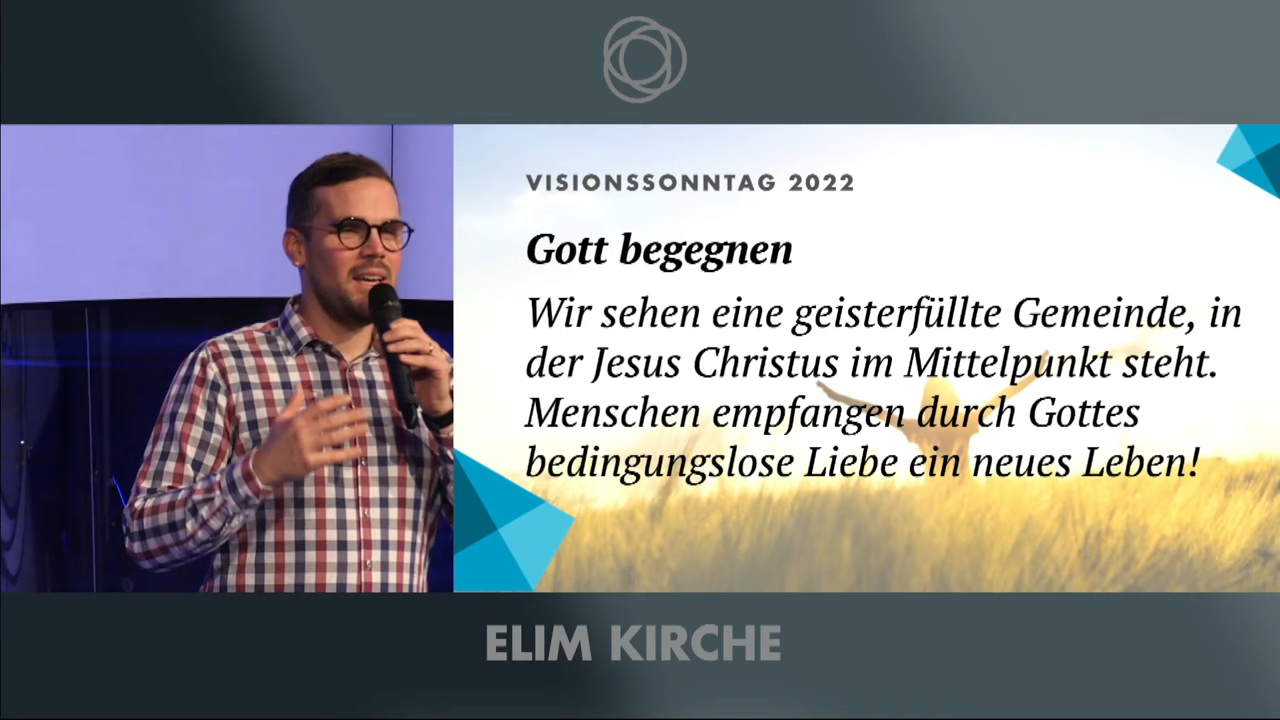 VISIONSSONNTAG 2022
Gott begegnen
Wir sehen eine geisterfüllte Gemeinde, in
der Jesus Christus im Mittelpunkt steht.
Menschen empfangen durch Gottes
bedingungslose Liebe ein neues Leben!
ELIM KIRCHE